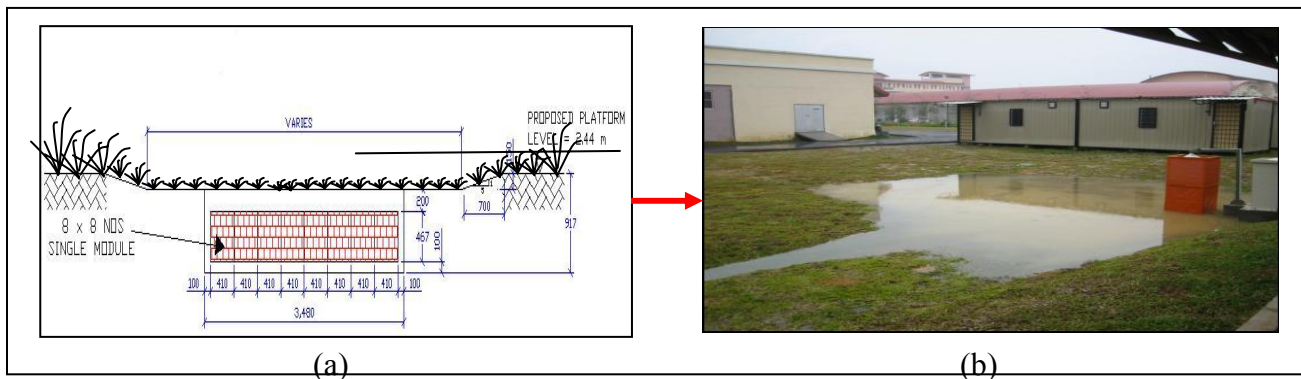 VARIES
PROPOSED PLATFORM
LEVEL = 2.44 m
8 x 8 NOS
SINGLE MODULE
200
467
100
700
917
100 410 410 410 410 410 410 410 410 100
3,480
(a)
(b)